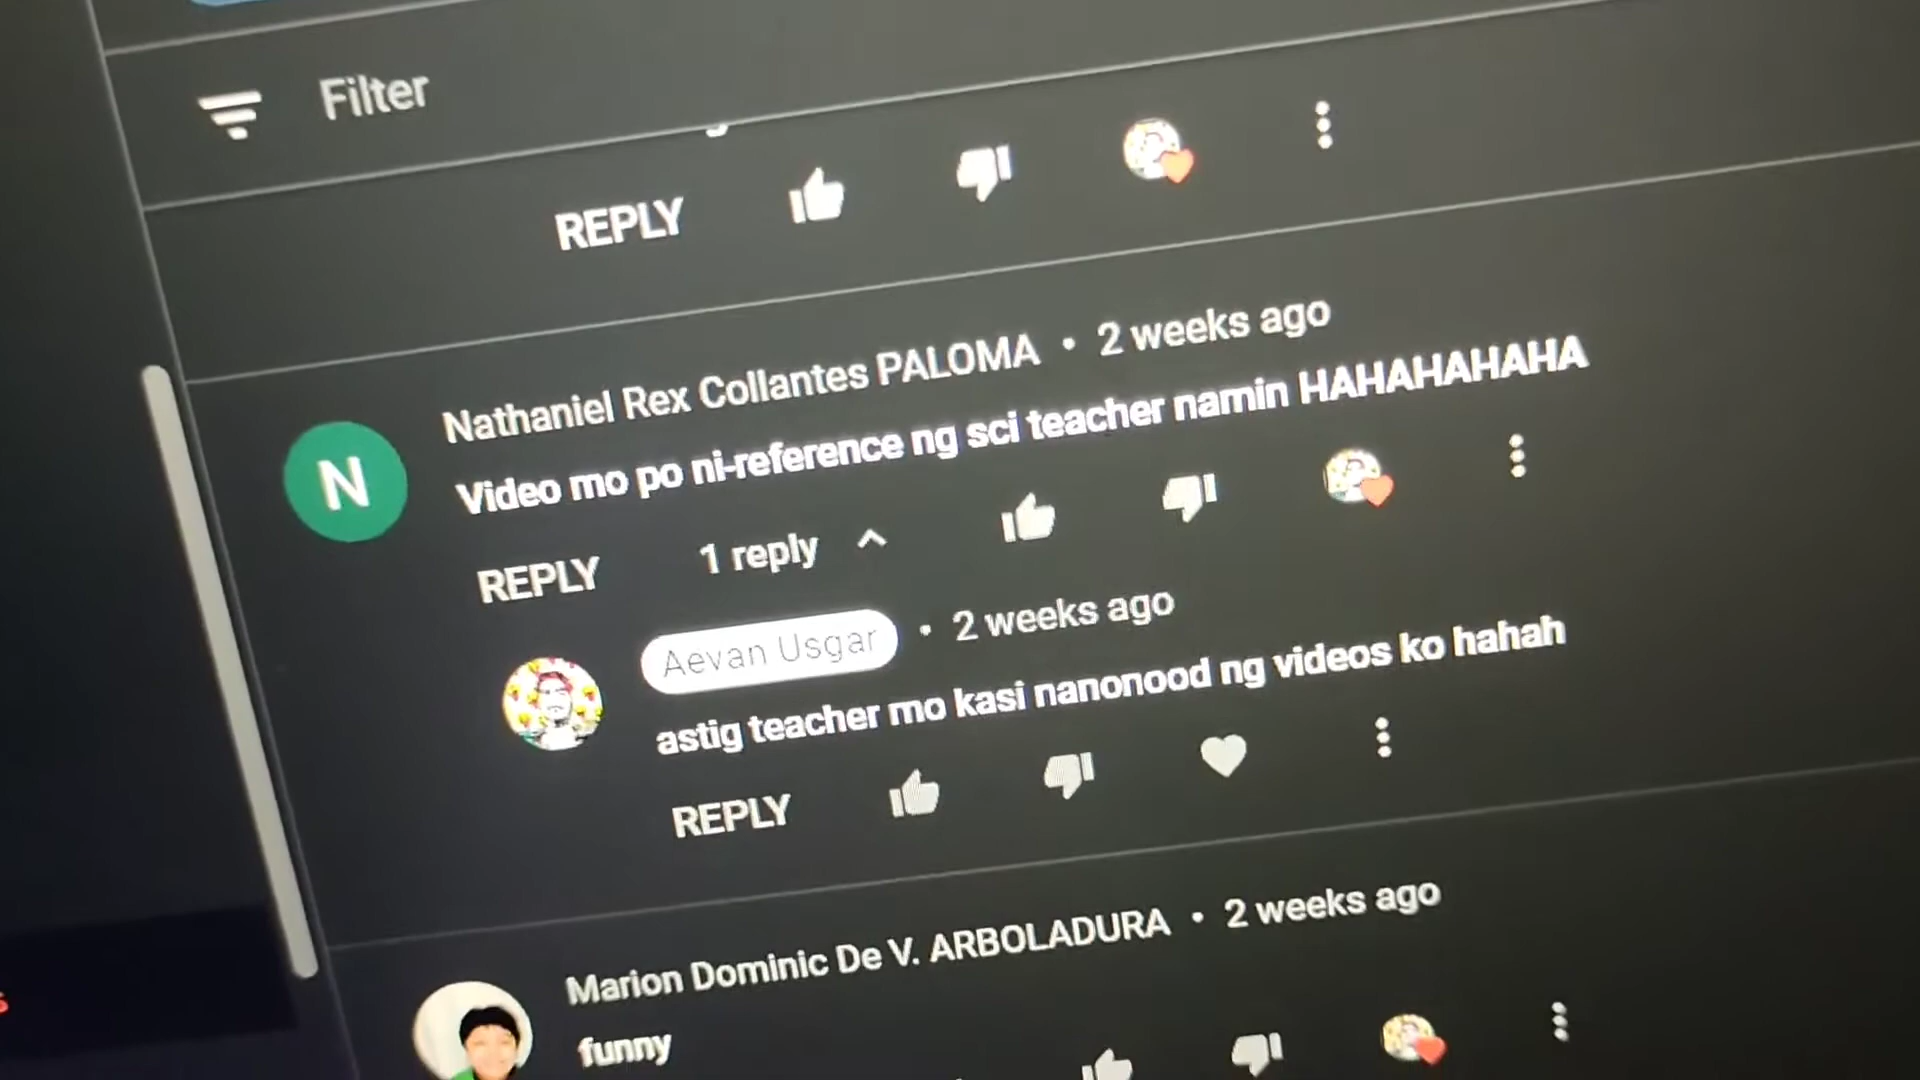 Filter
REPLY
Nathaniel Rex Collantes PALOMA • 2 weeks ago
N
Video mo po ni-reference ng sci teacher namin HAHAHAHAHA
REPLY 1 reply
Aevan Usgar • 2 weeks ago
astig teacher mo kasi nanonood ng videos ko hahah
REPLY
Marion Dominic De V. ARBOLADURA • 2 weeks ago
funny